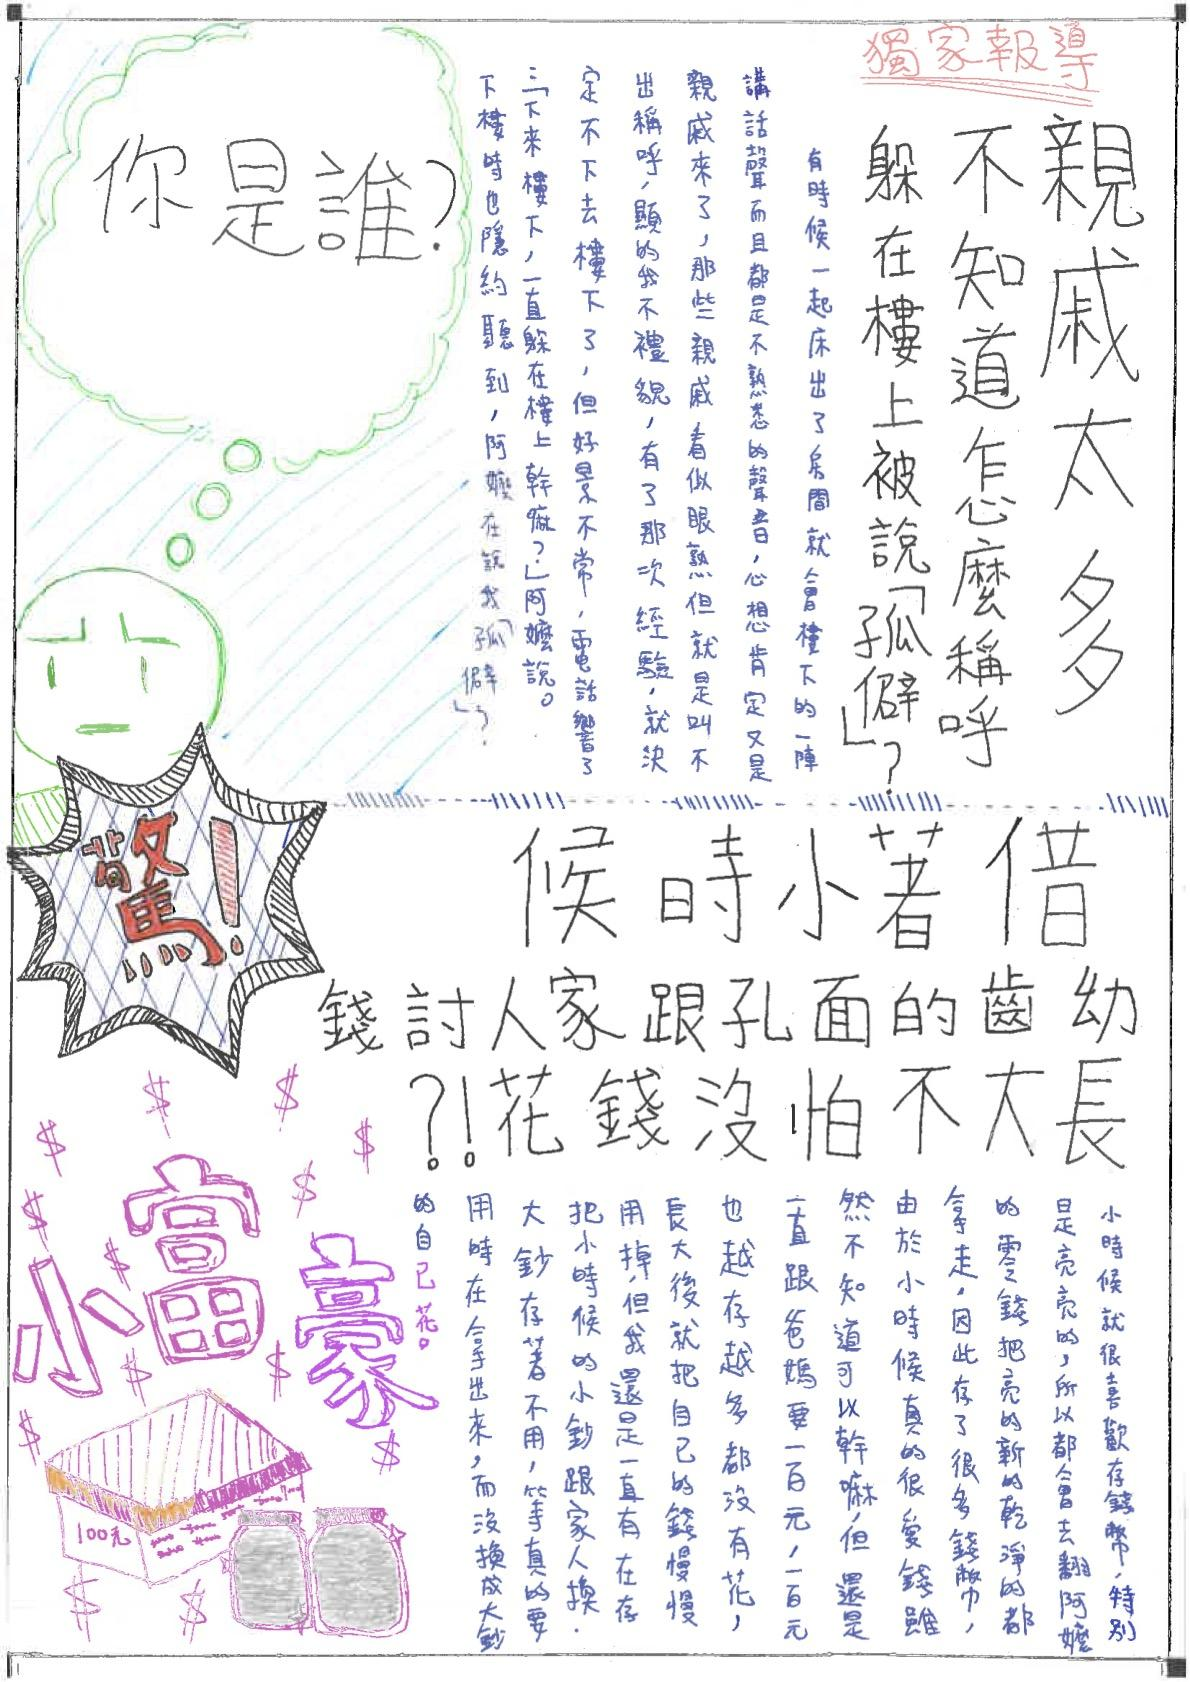 獨家報導
親戚太多
不知道怎麼稱呼
躲在樓上被說「孤僻」？
有時候一起床出了房間就會樓下的一陣
講話聲而且都是不熟悉的聲音，心想肯定又是
親戚來了，那些親戚看似眼熟但就是叫不
出稱呼，顯的我不禮貌，有了那次經驗，就決
定不下去樓下了，但好景不常，電話響了
三「下來樓下，一直躲在樓上幹嘛？」阿嬤說。
下樓時也隱約聽到，阿嬤在說我「孤僻」？
你是誰？
驚！
借著小時候
幼齒的面孔跟家人討錢
長大不怕沒錢花!?
小時候就很喜歡存錢幣，特別
是亮亮的，所以都會去翻阿嬤
的零錢把亮的新的乾淨的都
拿走，因此存了很多錢幣，
由於小時候真的很愛錢雖
然不知道可以幹嘛，但還是
一直跟爸媽要一百元，一百元
也越存越多都沒有花，
長大後就把自己的錢慢慢
用掉，但我還是一直有在存
把小時候的小鈔跟家人換.
大鈔存著不用，等真的要
用時在拿出來，而沒換成大鈔
的自己花。
小富豪
$
$
$
$
$
$
$
$
$
$
$
$
$
$
100元